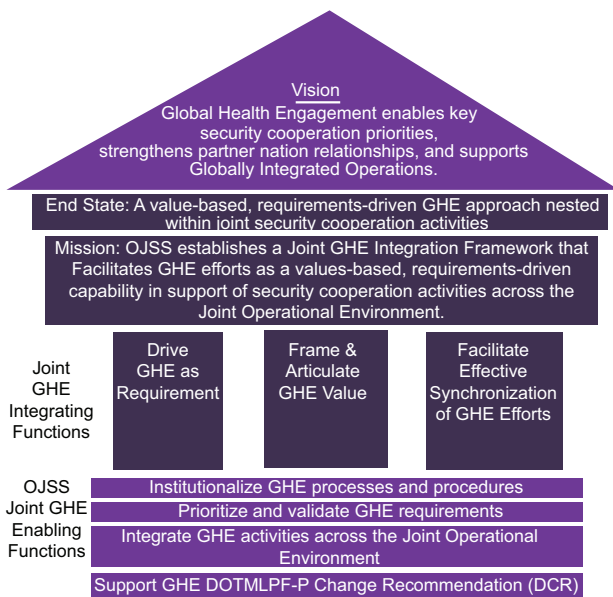 Vision
Global Health Engagement enables key
security cooperation priorities,
strengthens partner nation relationships, and supports
Globally Integrated Operations.
End State: A value-based, requirements-driven GHE approach nested
within joint security cooperation activities
Mission: OJSS establishes a Joint GHE Integration Framework that
Facilitates GHE efforts as a values-based, requirements-driven
capability in support of security cooperation activities across the
Joint Operational Environment.
Joint
GHE
Integrating
Functions
Drive
GHE as
Requirement
Frame &
Articulate
GHE Value
Facilitate
Effective
Synchronization
of GHE Efforts
OJSS
Joint GHE
Enabling
Functions
Institutionalize GHE processes and procedures
Prioritize and validate GHE requirements
Integrate GHE activities across the Joint Operational
Environment
Support GHE DOTMLPF-P Change Recommendation (DCR)